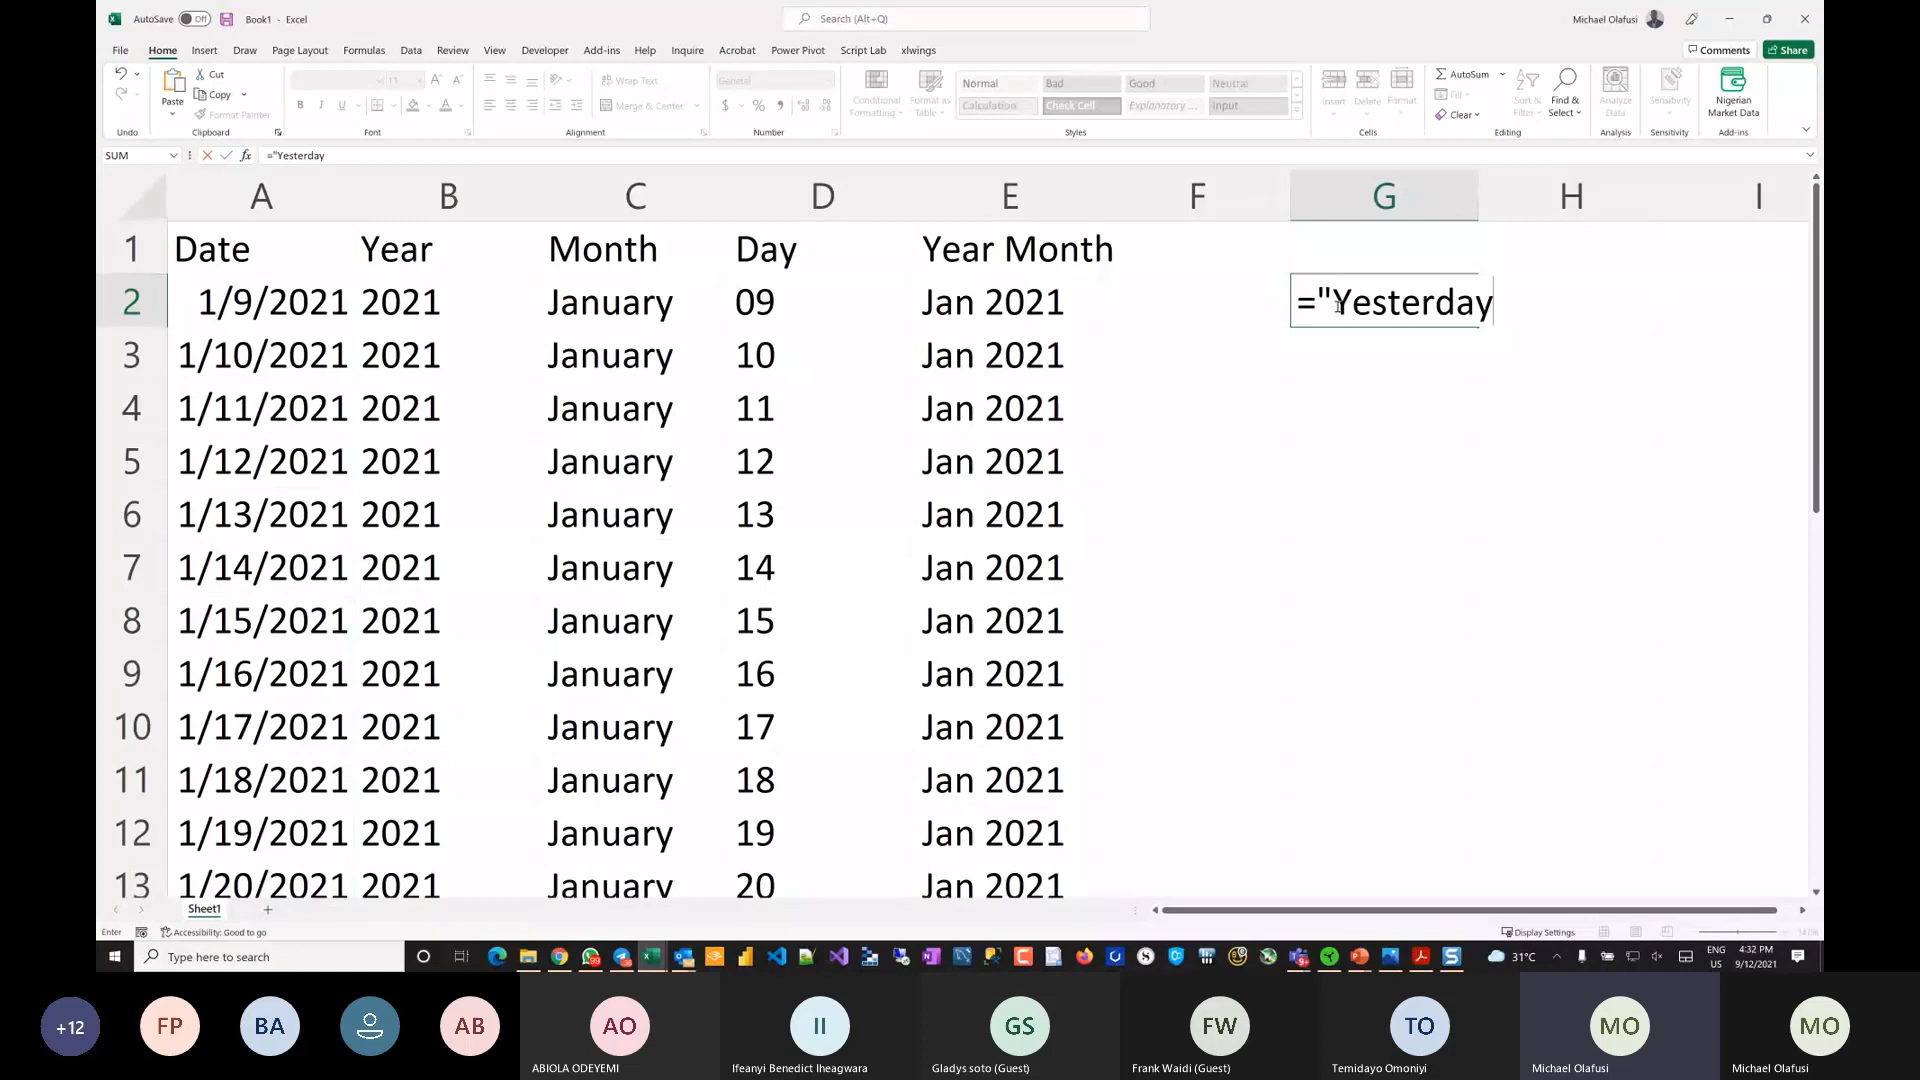 AutoSave Off Book1 - Excel Search (Alt+Q) Michael Olafusi
File Home Insert Draw Page Layout Formulas Data Review View Developer Add-ins Help Inquire Acrobat Power Pivot Script Lab xlwings Comments Share
Undo
Paste Cut
Copy
Format Painter
Clipboard
11
Font
Wrap Text
Merge & Center
Alignment
General
Number
Conditional Formatting
Format as Table
Normal Bad Good Neutral
Calculation Check Cell Explanatory ... Input
Styles
Insert Delete Format
Cells
AutoSum
Fill
Clear
Sort & Filter
Find & Select
Editing
Analyze Data
Analysis
Sensitivity
Sensitivity
Nigerian Market Data
Add-ins
SUM fx ="Yesterday
A B C D E F G H I
1 Date Year Month Day Year Month
2 1/9/2021 2021 January 09 Jan 2021 ="Yesterday
3 1/10/2021 2021 January 10 Jan 2021
4 1/11/2021 2021 January 11 Jan 2021
5 1/12/2021 2021 January 12 Jan 2021
6 1/13/2021 2021 January 13 Jan 2021
7 1/14/2021 2021 January 14 Jan 2021
8 1/15/2021 2021 January 15 Jan 2021
9 1/16/2021 2021 January 16 Jan 2021
10 1/17/2021 2021 January 17 Jan 2021
11 1/18/2021 2021 January 18 Jan 2021
12 1/19/2021 2021 January 19 Jan 2021
13 1/20/2021 2021 January 20 Jan 2021
Sheet1
Enter Accessibility: Good to go Display Settings
Type here to search 31°C ENG US 4:32 PM 9/12/2021
+12 FP BA AB AO II GS FW TO MO MO
ABIOLA ODEYEMI Ifeanyi Benedict Iheagwara Gladys soto (Guest) Frank Waidi (Guest) Temidayo Omoniyi Michael Olafusi Michael Olafusi